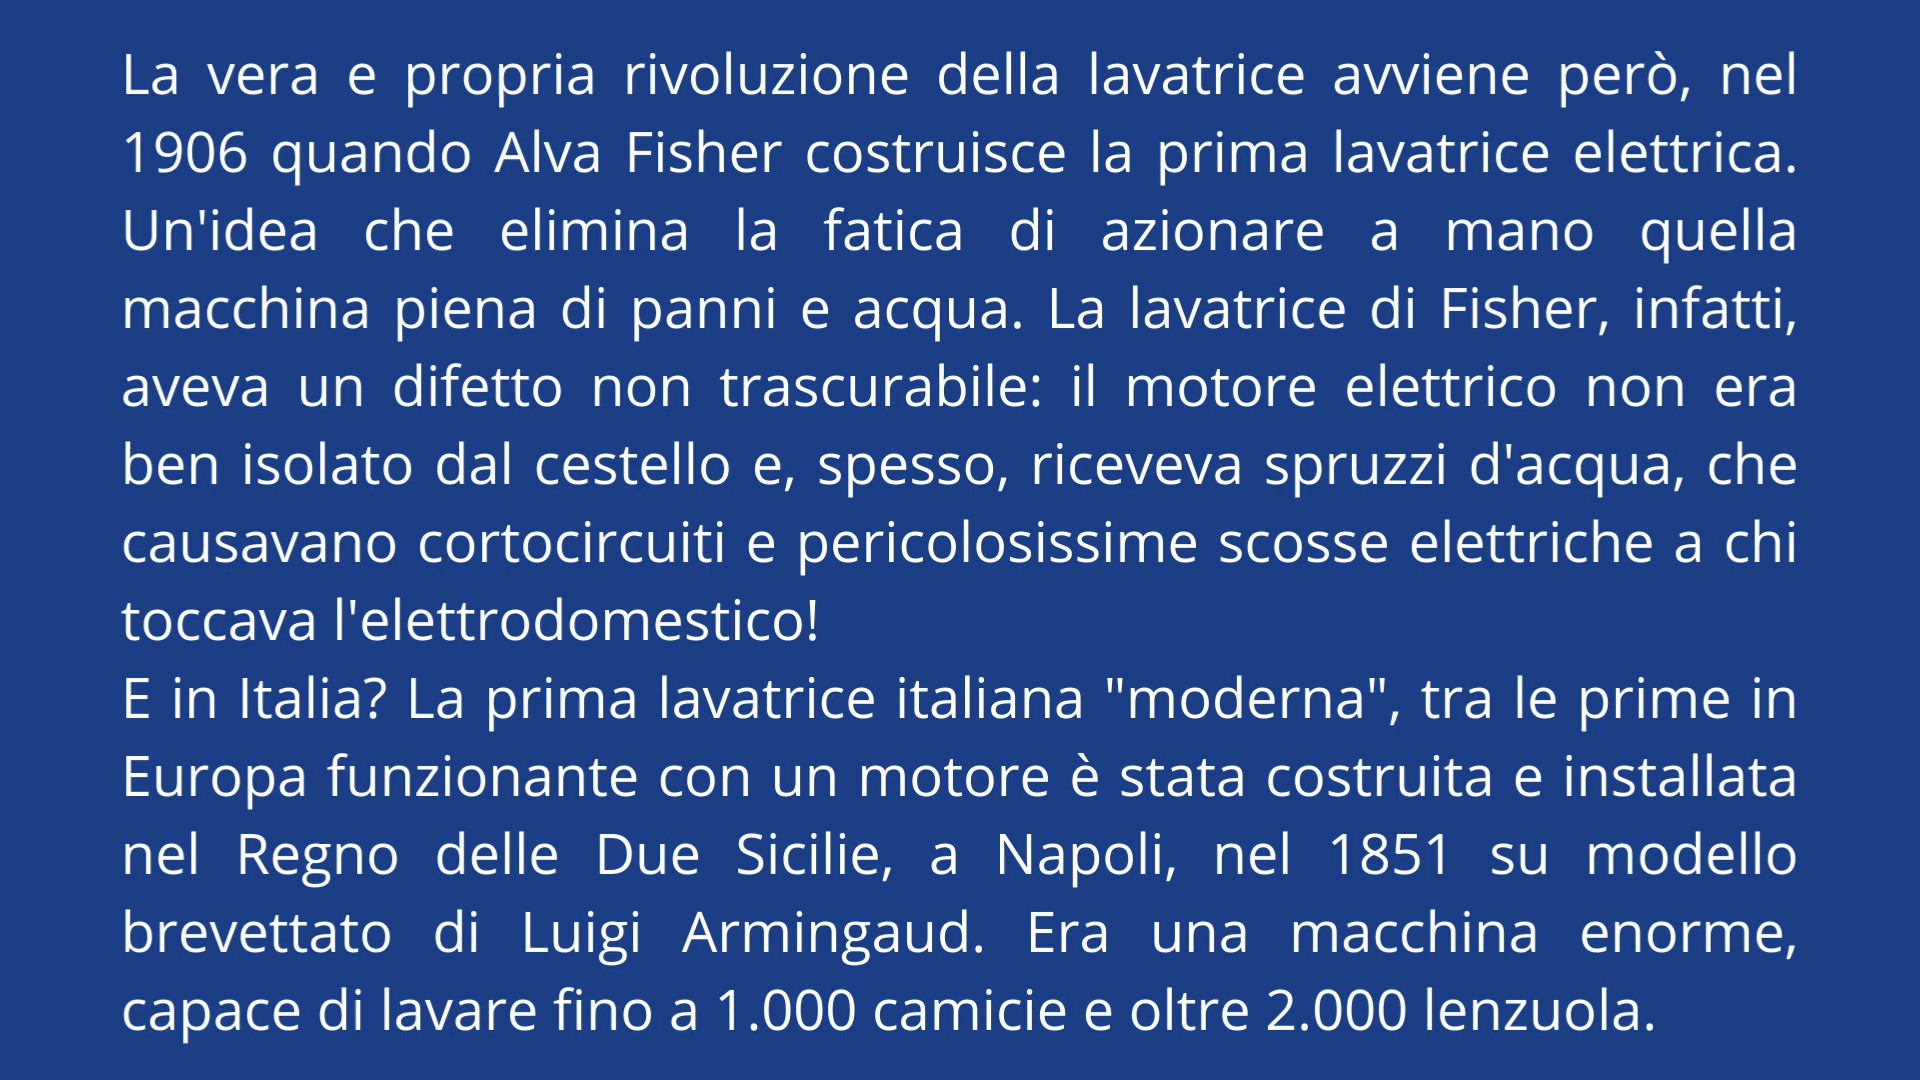 La vera e propria rivoluzione della lavatrice avviene però, nel
1906 quando Alva Fisher costruisce la prima lavatrice elettrica.
Un'idea che elimina la fatica di azionare a mano quella
macchina piena di panni e acqua. La lavatrice di Fisher, infatti,
aveva un difetto non trascurabile: il motore elettrico non era
ben isolato dal cestello e, spesso, riceveva spruzzi d'acqua, che
causavano cortocircuiti e pericolosissime scosse elettriche a chi
toccava l'elettrodomestico!
E in Italia? La prima lavatrice italiana "moderna", tra le prime in
Europa funzionante con un motore è stata costruita e installata
nel Regno delle Due Sicilie, a Napoli, nel 1851 su modello
brevettato di Luigi Armingaud. Era una macchina enorme,
capace di lavare fino a 1.000 camicie e oltre 2.000 lenzuola.